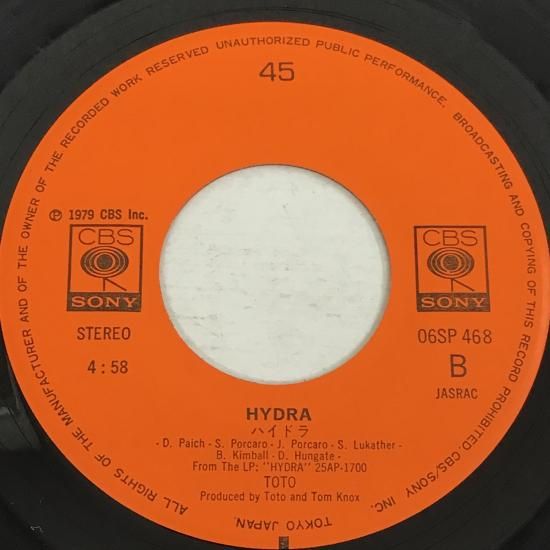 ALL RIGHTS OF THE MANUFACTURER AND OF THE OWNER OF THE RECORDED WORK RESERVED UNAUTHORIZED PUBLIC PERFORMANCE, BROADCASTING AND COPYING OF THIS RECORD PROHIBITED. CBS/SONY INC. TOKYO JAPAN.
45
℗ 1979 CBS Inc.
CBS
SONY
STEREO
4:58
CBS
SONY
06SP 468
B
JASRAC
HYDRA
ハイドラ
- D. Paich - S. Porcaro - J. Porcaro - S. Lukather -
B. Kimball - D. Hungate -
From The LP: "HYDRA" 25AP-1700
TOTO
Produced by Toto and Tom Knox